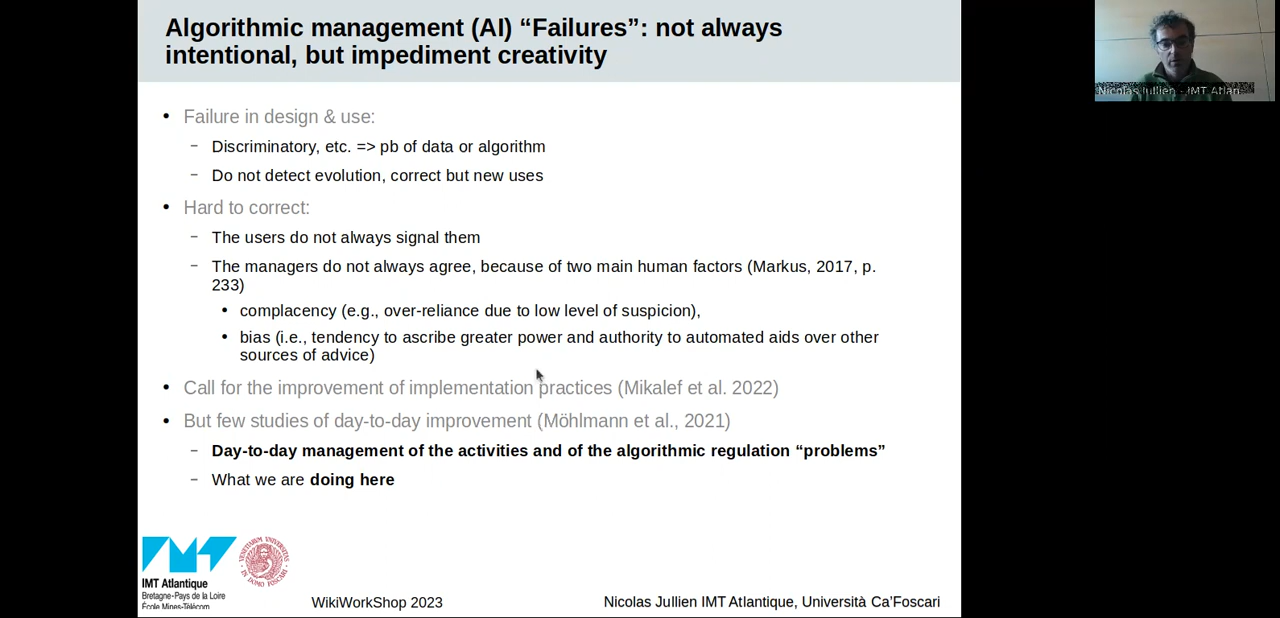 Algorithmic management (AI) “Failures”: not always
intentional, but impediment creativity
Nicolas Jullien - IMT Atlan
• Failure in design & use:
– Discriminatory, etc. => pb of data or algorithm
– Do not detect evolution, correct but new uses
• Hard to correct:
– The users do not always signal them
– The managers do not always agree, because of two main human factors (Markus, 2017, p.
233)
• complacency (e.g., over-reliance due to low level of suspicion),
• bias (i.e., tendency to ascribe greater power and authority to automated aids over other
sources of advice)
• Call for the improvement of implementation practices (Mikalef et al. 2022)
• But few studies of day-to-day improvement (Möhlmann et al., 2021)
– Day-to-day management of the activities and of the algorithmic regulation “problems”
– What we are doing here
IMT Atlantique
Bretagne-Pays de la Loire
École Mines-Télécom
WikiWorkShop 2023
Nicolas Jullien IMT Atlantique, Università Ca’Foscari